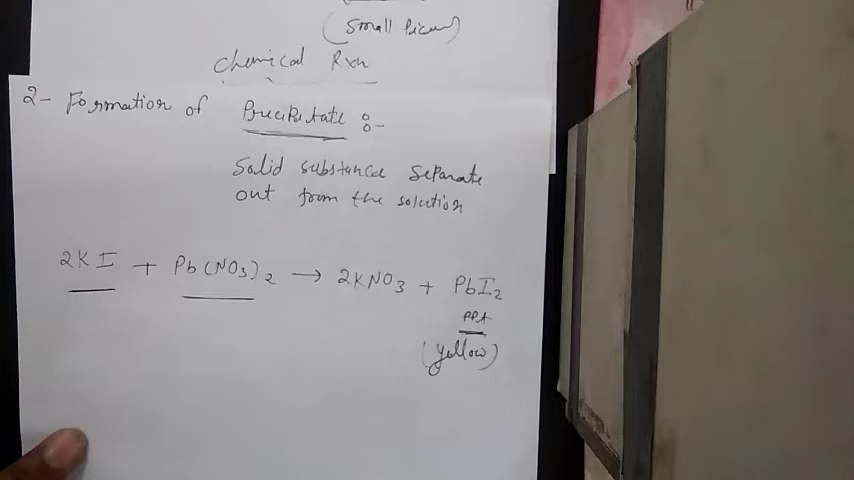 (Small Pieces)
Chemical Rxn
2- Formation of Precipitate :-
Solid substance separate
out from the solution
2KI + Pb(NO3)2 → 2KNO3 + PbI2
PPt
(yellow)